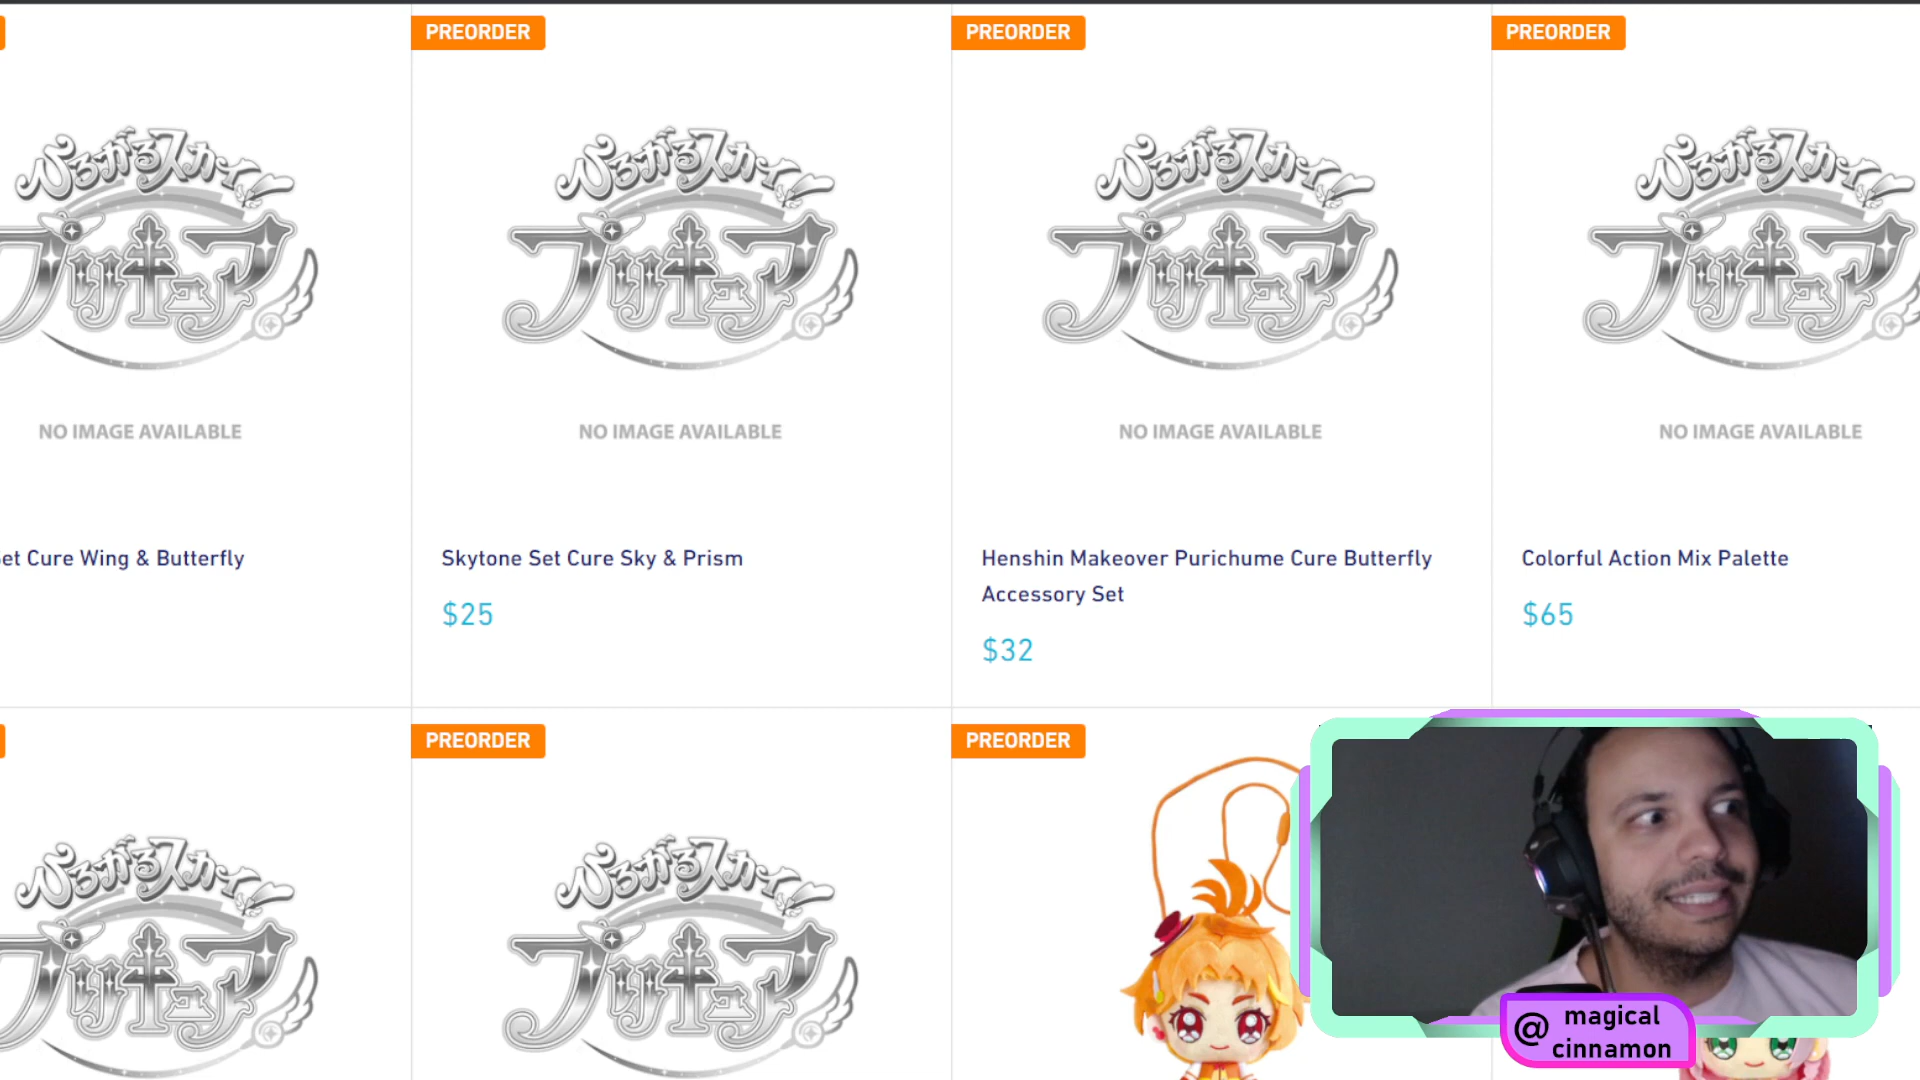 PREORDER
PREORDER
PREORDER
ひろがるスカイ
プリキュア
NO IMAGE AVAILABLE
et Cure Wing & Butterfly
ひろがるスカイ
プリキュア
NO IMAGE AVAILABLE
Skytone Set Cure Sky & Prism
$25
ひろがるスカイ
プリキュア
NO IMAGE AVAILABLE
Henshin Makeover Purichume Cure Butterfly
Accessory Set
$32
ひろがるスカイ
プリキュア
NO IMAGE AVAILABLE
Colorful Action Mix Palette
$65
PREORDER
PREORDER
ひろがるスカイ
プリキュア
ひろがるスカイ
プリキュア
@ magical
cinnamon